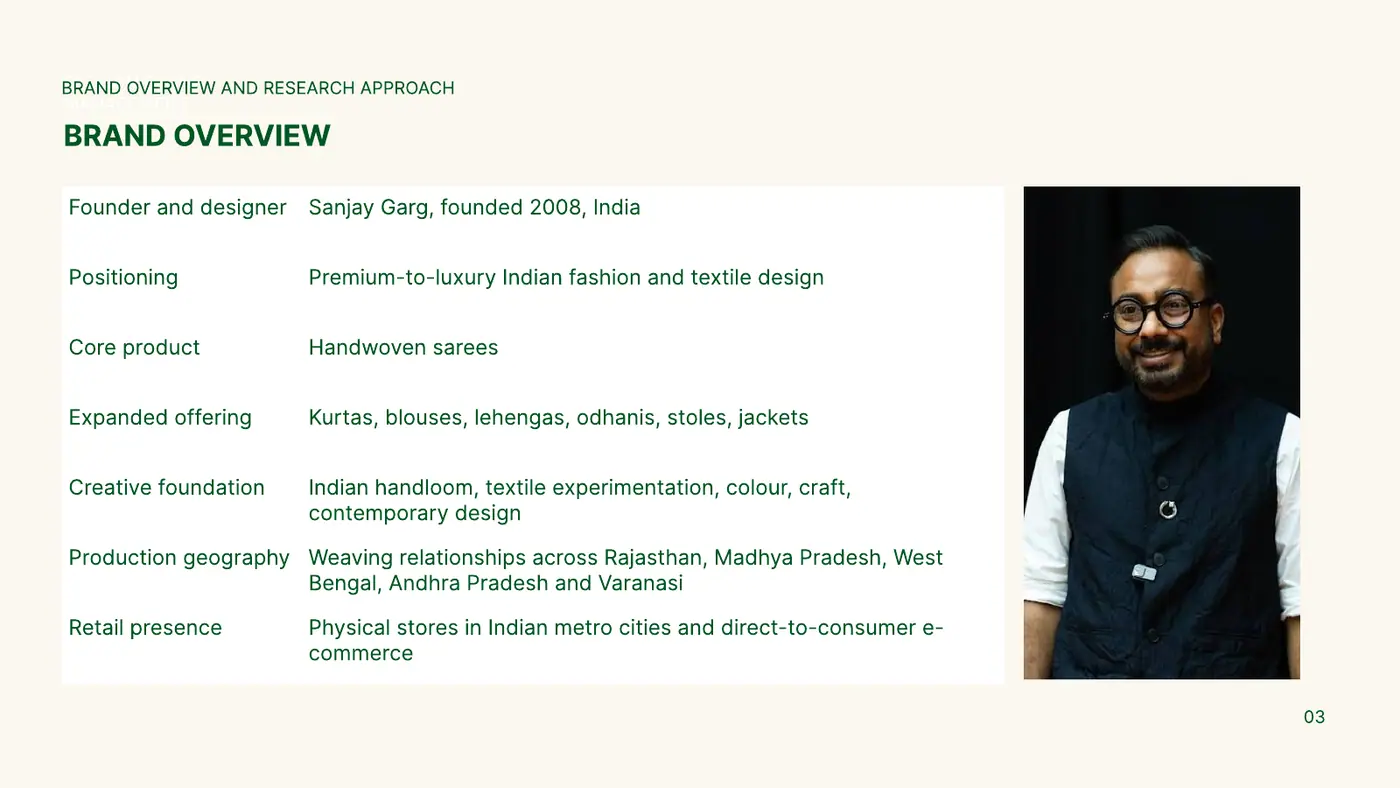 BRAND OVERVIEW AND RESEARCH APPROACH
BRAND OVERVIEW
Founder and designer Sanjay Garg, founded 2008, India
Positioning Premium-to-luxury Indian fashion and textile design
Core product Handwoven sarees
Expanded offering Kurtas, blouses, lehengas, odhanis, stoles, jackets
Creative foundation Indian handloom, textile experimentation, colour, craft,
contemporary design
Production geography Weaving relationships across Rajasthan, Madhya Pradesh, West
Bengal, Andhra Pradesh and Varanasi
Retail presence Physical stores in Indian metro cities and direct-to-consumer e-
commerce
03